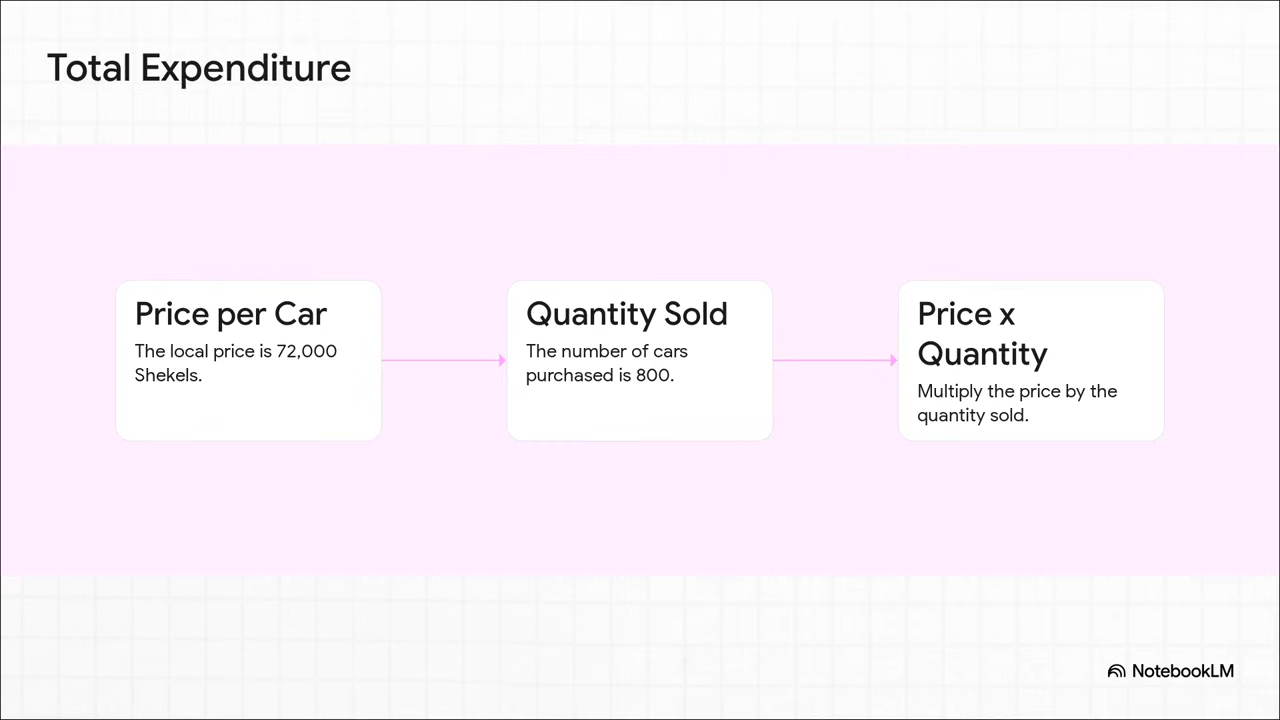 Total Expenditure
Price per Car
The local price is 72,000
Shekels.
Quantity Sold
The number of cars
purchased is 800.
Price x
Quantity
Multiply the price by the
quantity sold.
NotebookLM